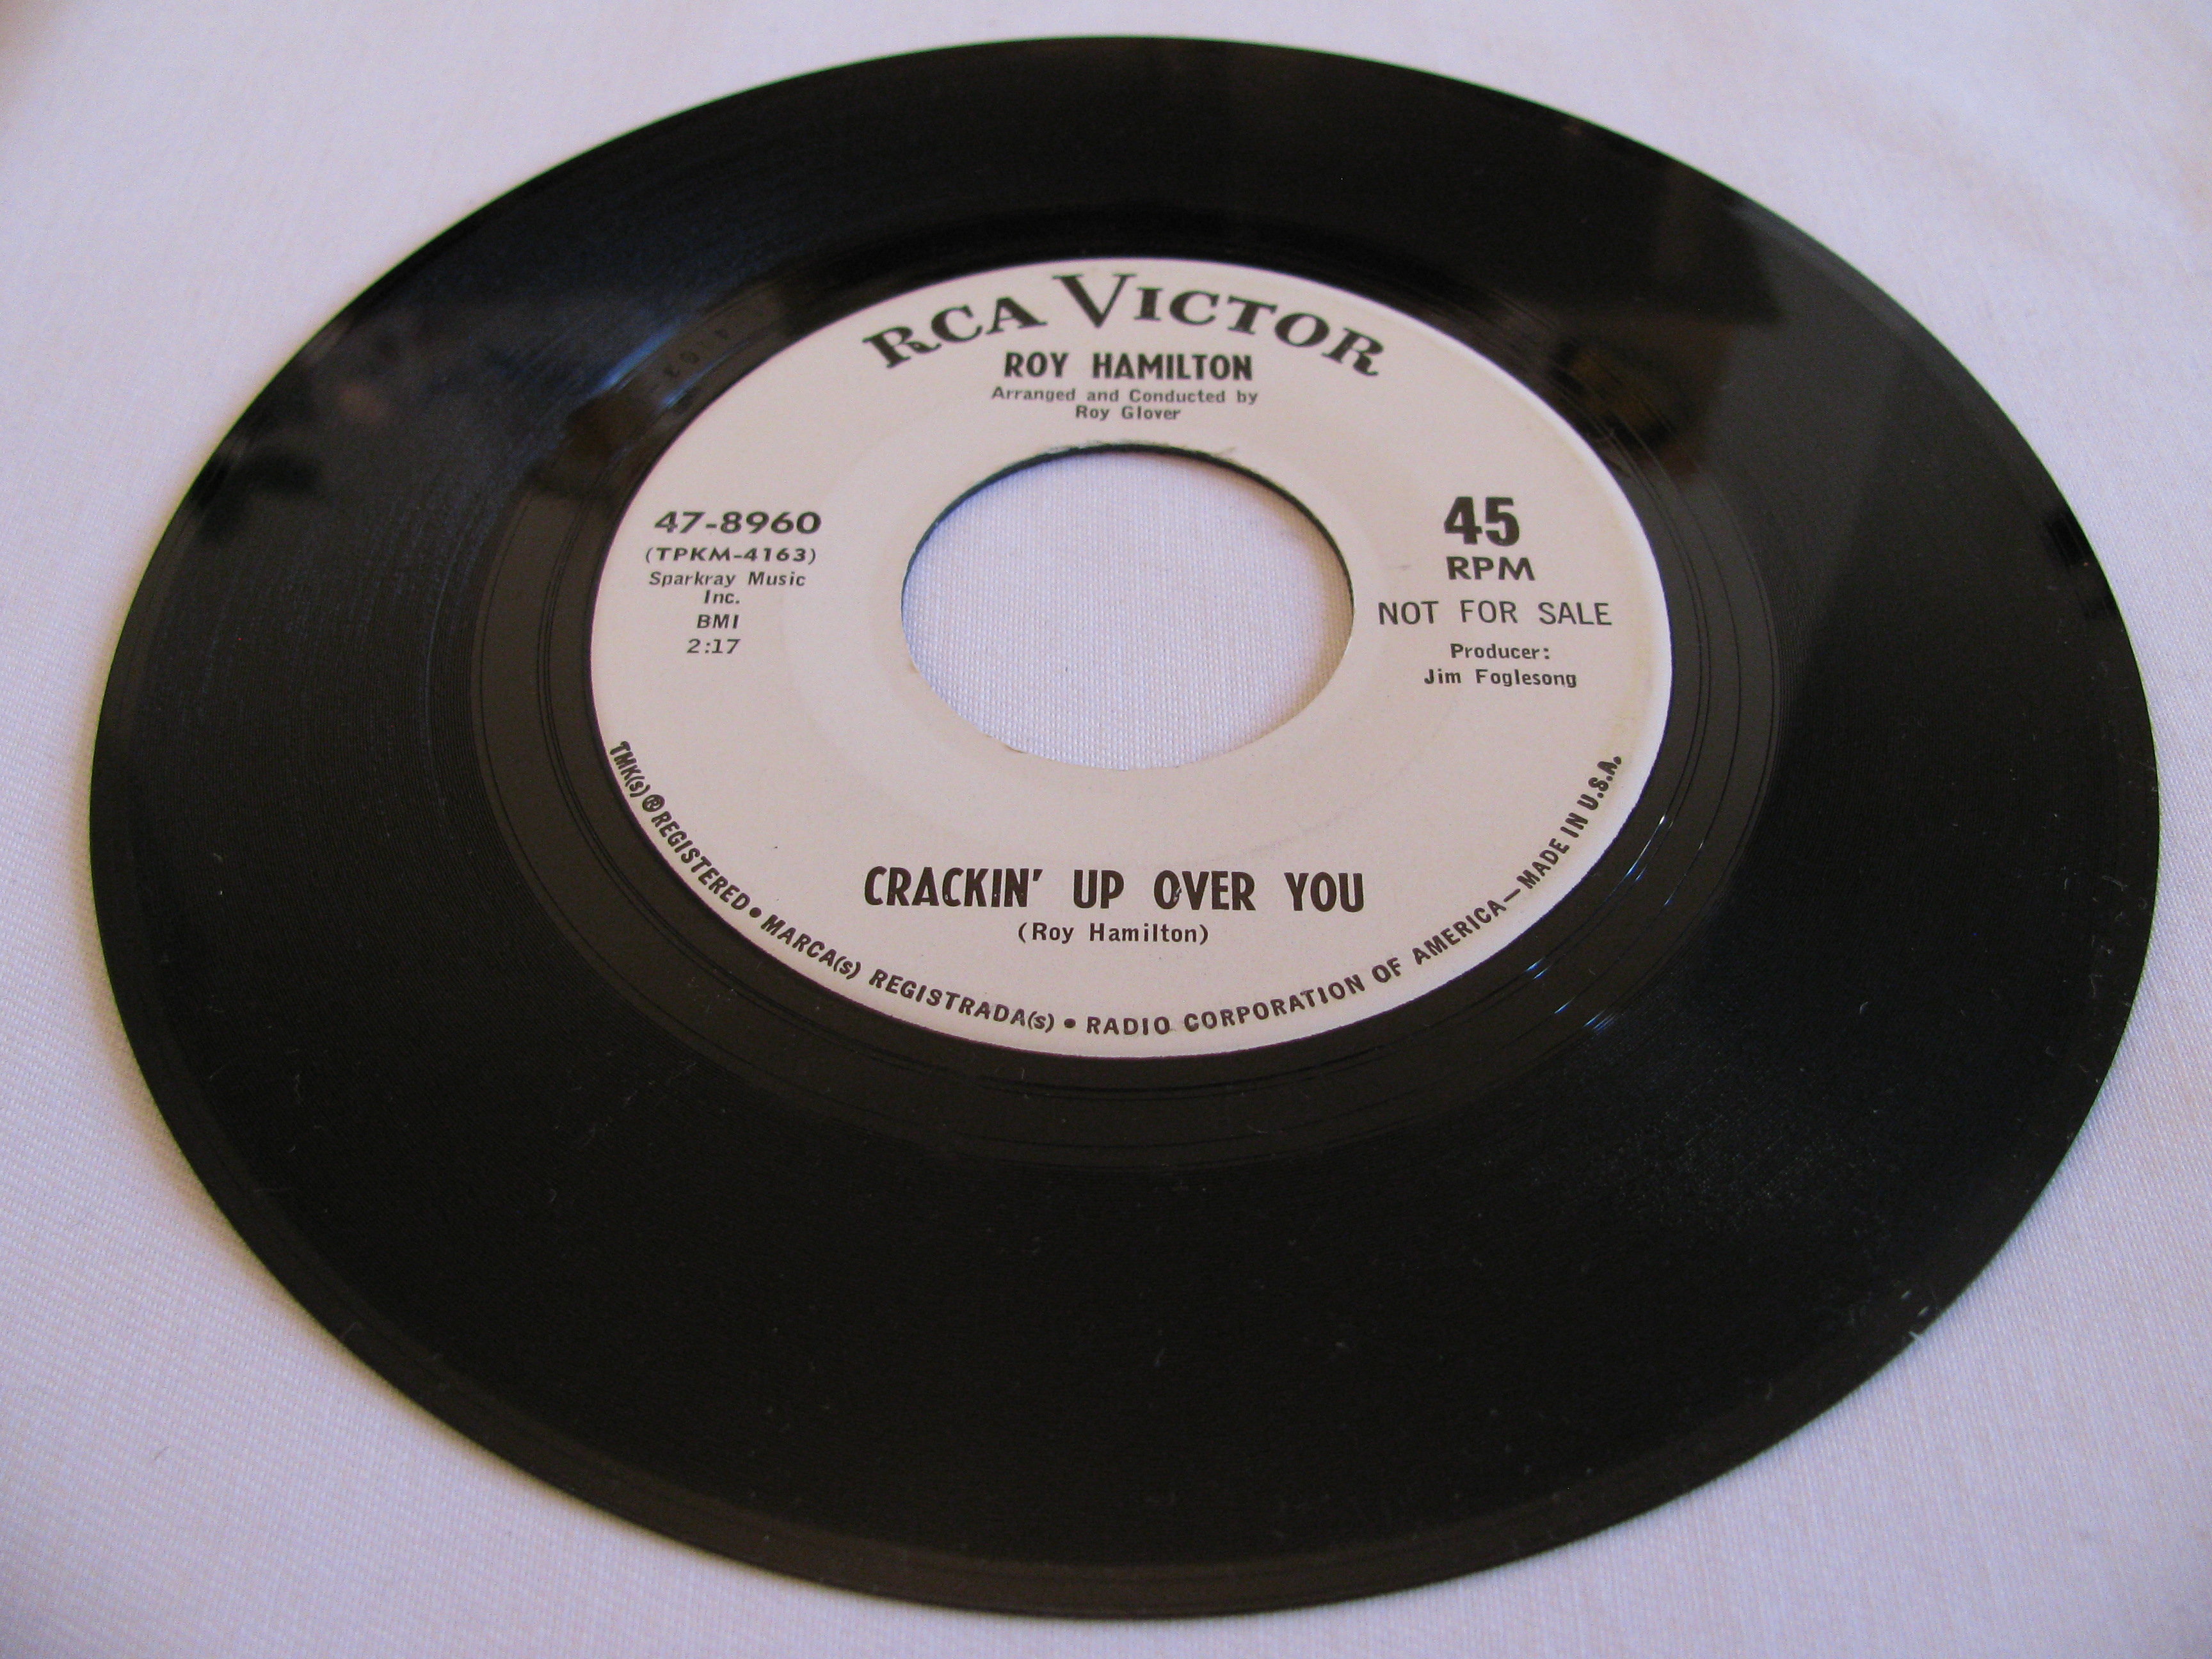 RCA VICTOR
ROY HAMILTON
Arranged and Conducted by
Roy Glover
47-8960
(TPKM-4163)
Sparkray Music
Inc.
BMI
2:17
45
RPM
NOT FOR SALE
Producer:
Jim Foglesong
CRACKIN' UP OVER YOU
(Roy Hamilton)
TMK(s) ® REGISTERED • MARCA(s) REGISTRADA(s) • RADIO CORPORATION OF AMERICA — MADE IN U.S.A.